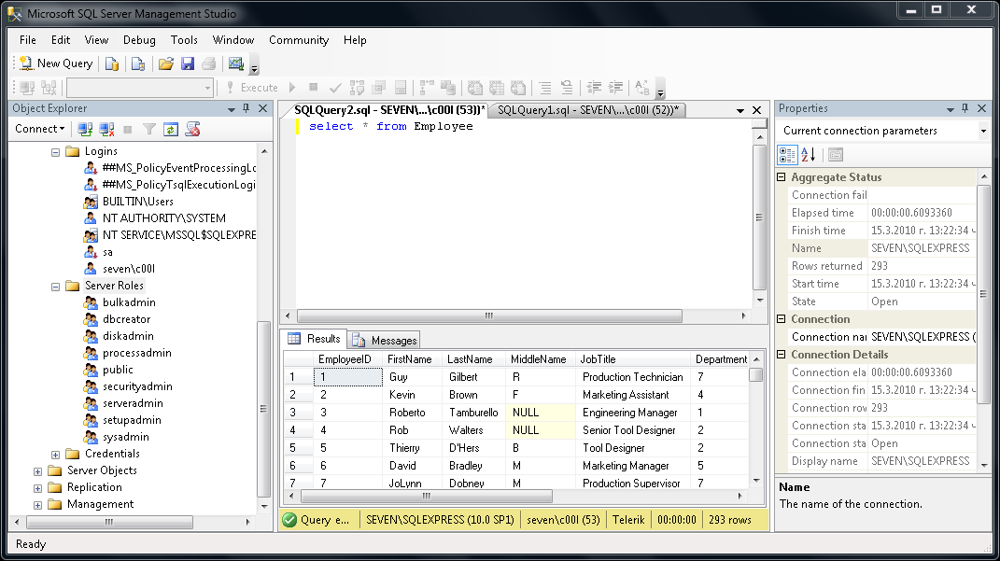 Microsoft SQL Server Management Studio
File Edit View Debug Tools Window Community Help
New Query
Execute
Object Explorer
Connect
Logins
##MS_PolicyEventProcessingLo
##MS_PolicyTsqlExecutionLogi
BUILTIN\Users
NT AUTHORITY\SYSTEM
NT SERVICE\MSSQL$SQLEXPRE
sa
seven\c00l
Server Roles
bulkadmin
dbcreator
diskadmin
processadmin
public
securityadmin
serveradmin
setupadmin
sysadmin
Credentials
Server Objects
Replication
Management
SQLQuery2.sql - SEVEN\...\c00l (53))* SQLQuery1.sql - SEVEN\...\c00l (52))*
select * from Employee
Results Messages
EmployeeID FirstName LastName MiddleName JobTitle Department
1 1 Guy Gilbert R Production Technician 7
2 2 Kevin Brown F Marketing Assistant 4
3 3 Roberto Tamburello NULL Engineering Manager 1
4 4 Rob Walters NULL Senior Tool Designer 2
5 5 Thierry D'Hers B Tool Designer 2
6 6 David Bradley M Marketing Manager 5
7 7 JoLynn Dobney M Production Supervisor 7
Query e... SEVEN\SQLEXPRESS (10.0 SP1) seven\c00l (53) Telerik 00:00:00 293 rows
Properties
Current connection parameters
Aggregate Status
Connection fail
Elapsed time 00:00:00.6093360
Finish time 15.3.2010 г. 13:22:34 ч
Name SEVEN\SQLEXPRESS
Rows returned 293
Start time 15.3.2010 г. 13:22:34 ч
State Open
Connection
Connection nar SEVEN\SQLEXPRESS (
Connection Details
Connection ela 00:00:00.6093360
Connection fin 15.3.2010 г. 13:22:34 ч
Connection rov 293
Connection sta 15.3.2010 г. 13:22:34 ч
Connection sta Open
Display name SEVEN\SQLEXPRESS
Name
The name of the connection.
Ready